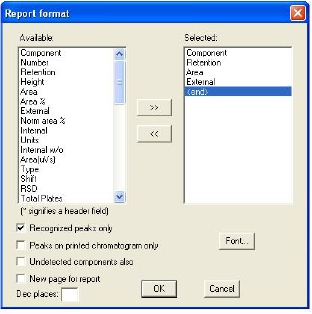 Report format
Available:
Selected:
Component
Number
Retention
Height
Area
Area %
External
Norm area %
Internal
Units
Internal w/o
Area(uVs)
Type
Shift
RSD
Total Plates
>>
<<
Component
Retention
Area
External
<end>
(* signifies a header field)
Recognized peaks only
Peaks on printed chromatogram only
Undetected components also
New page for report
Dec places:
Font...
OK
Cancel